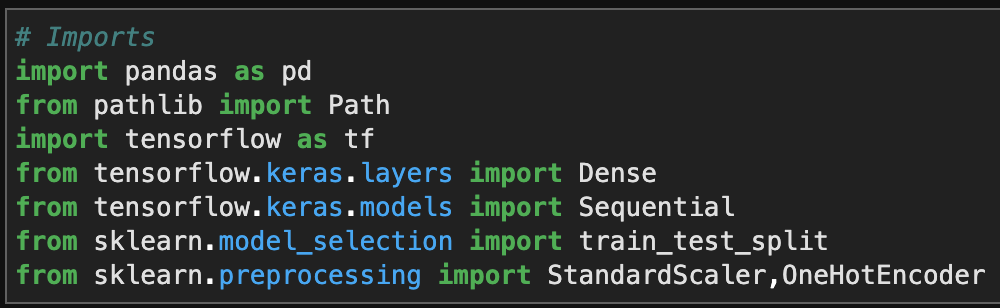 # Imports
import pandas as pd
from pathlib import Path
import tensorflow as tf
from tensorflow.keras.layers import Dense
from tensorflow.keras.models import Sequential
from sklearn.model_selection import train_test_split
from sklearn.preprocessing import StandardScaler,OneHotEncoder